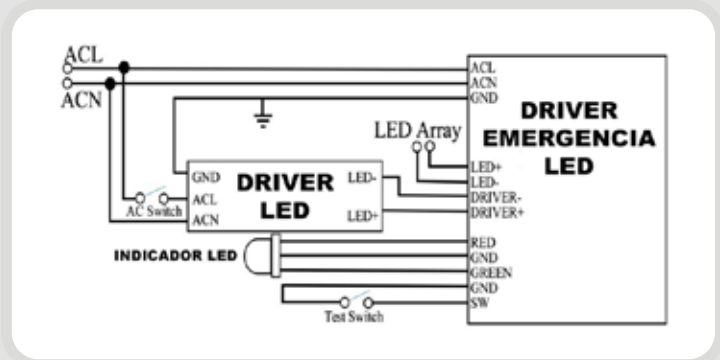 ACL
ACN
ACL
ACN
GND
DRIVER
EMERGENCIA
LED
LED Array
LED+
LED-
DRIVER-
DRIVER+
GND
ACL
ACN
DRIVER
LED
LED-
LED+
AC Switch
INDICADOR LED
RED
GND
GREEN
GND
SW
Test Switch